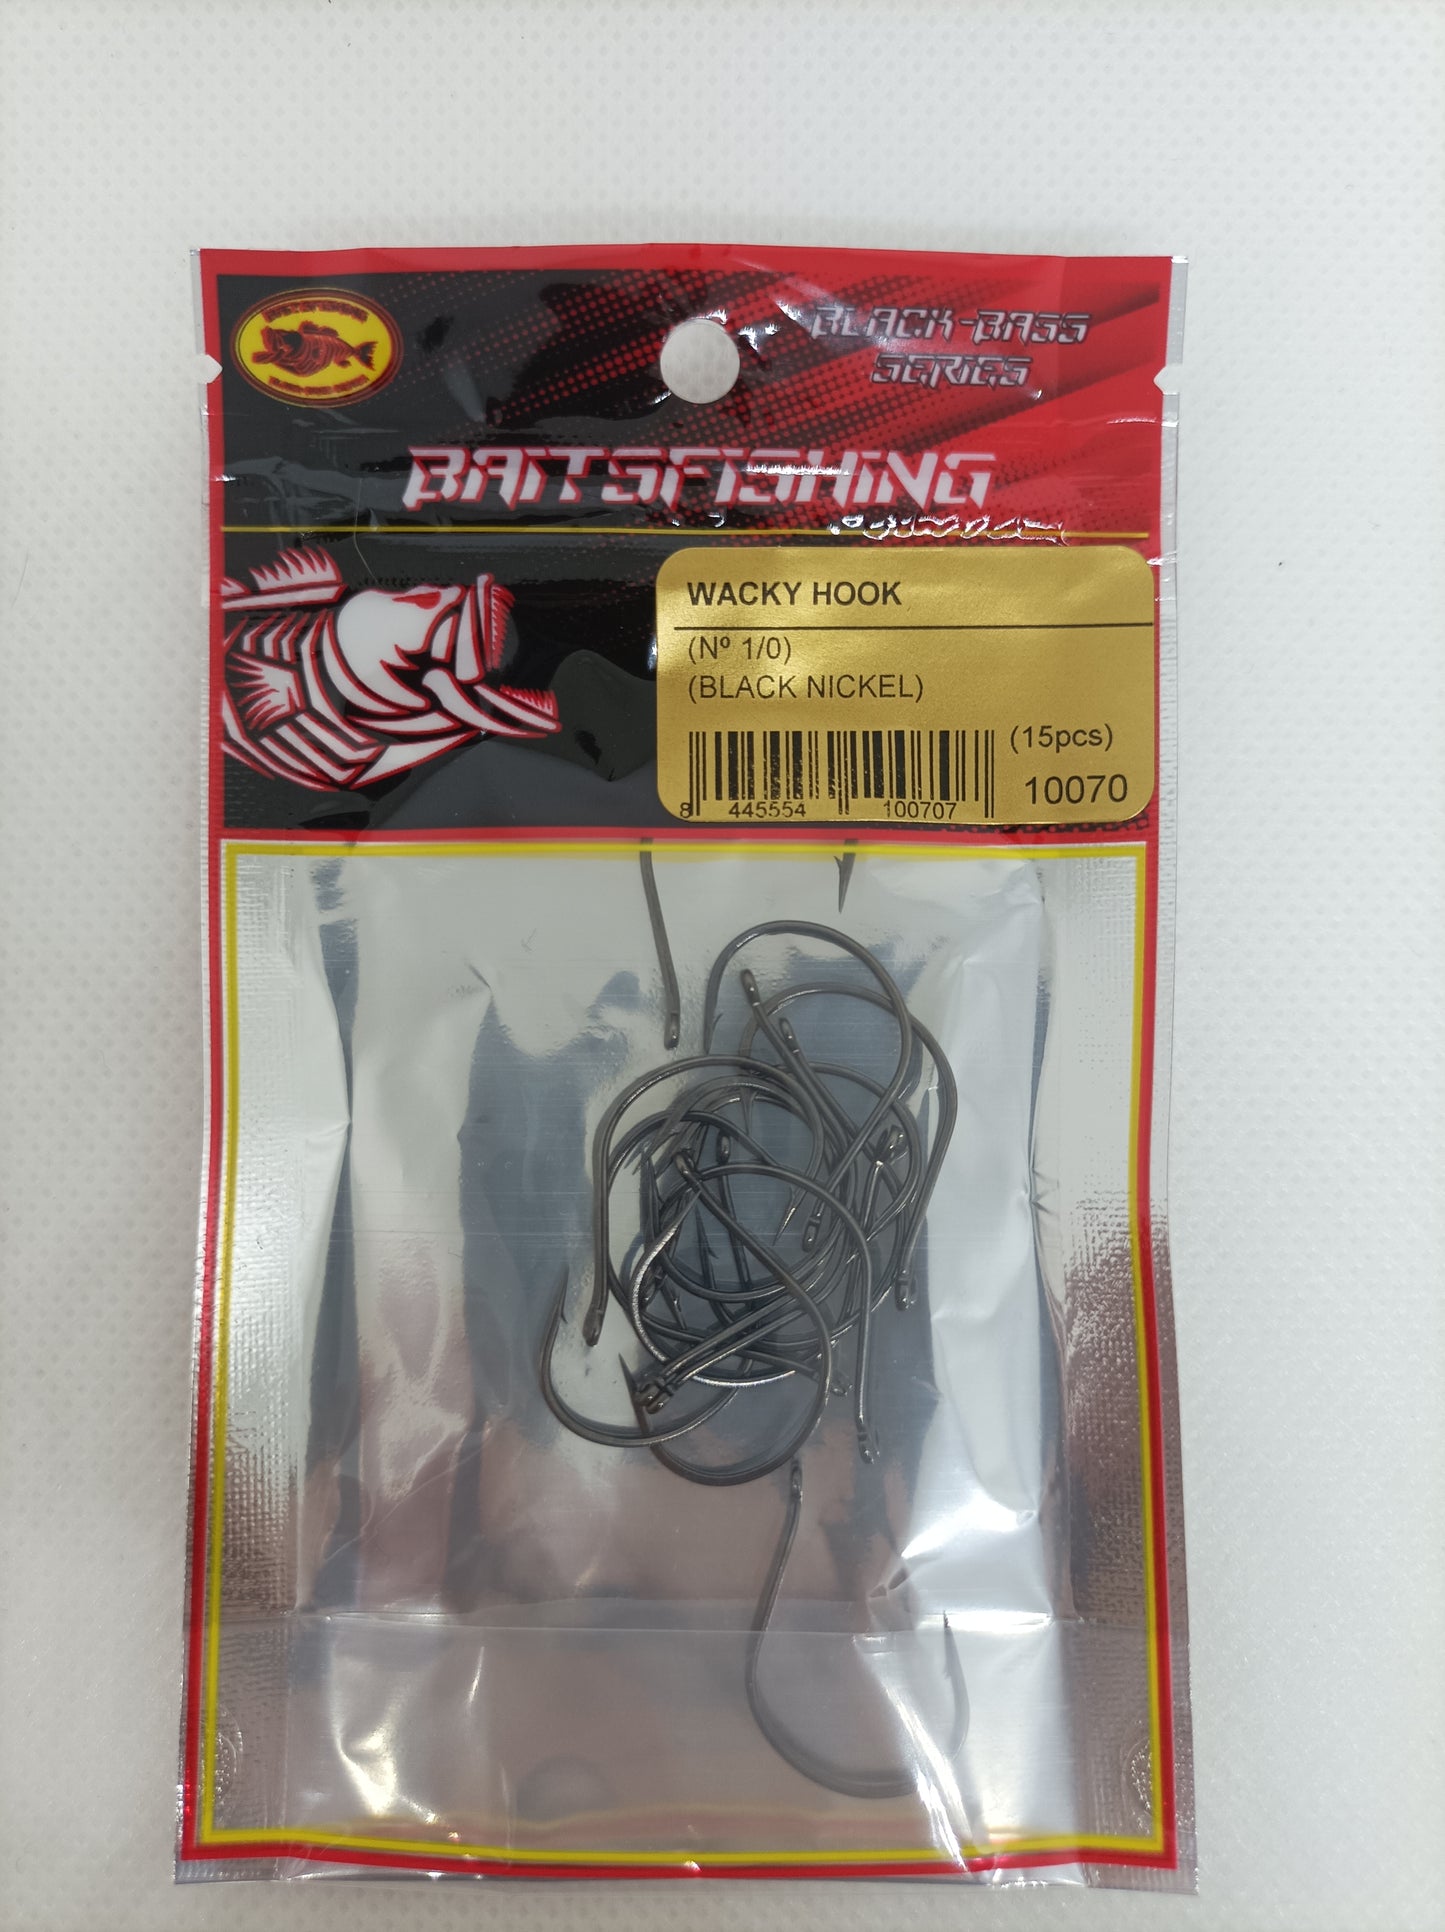 BLACK-BASS
SERIES
BAITSFISHING
WACKY HOOK
(Nº 1/0)
(BLACK NICKEL)
(15pcs)
10070
8 445554 100707